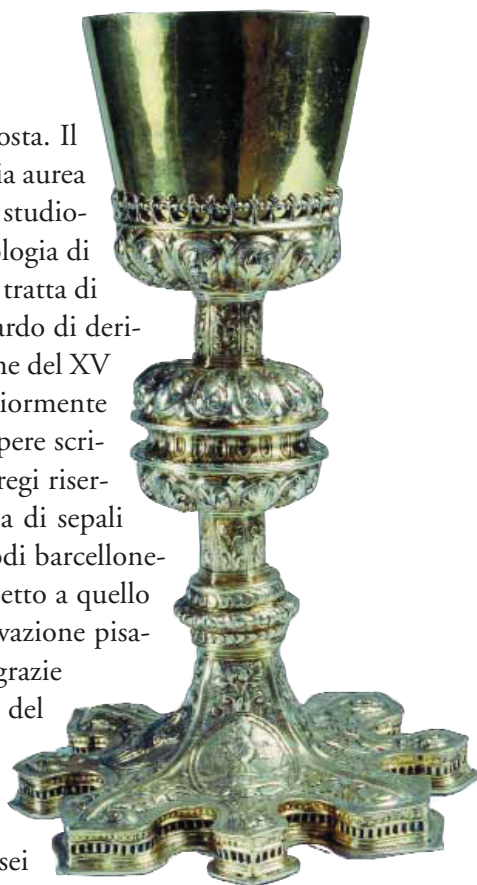 osta. Il
ia aurea
studio-
ologia di
tratta di
ardo di deri-
ne del XV
iormente
pere scri-
regi riser-
a di sepali
odi barcellone-
etto a quello
vazione pisa-
grazie
del
sei